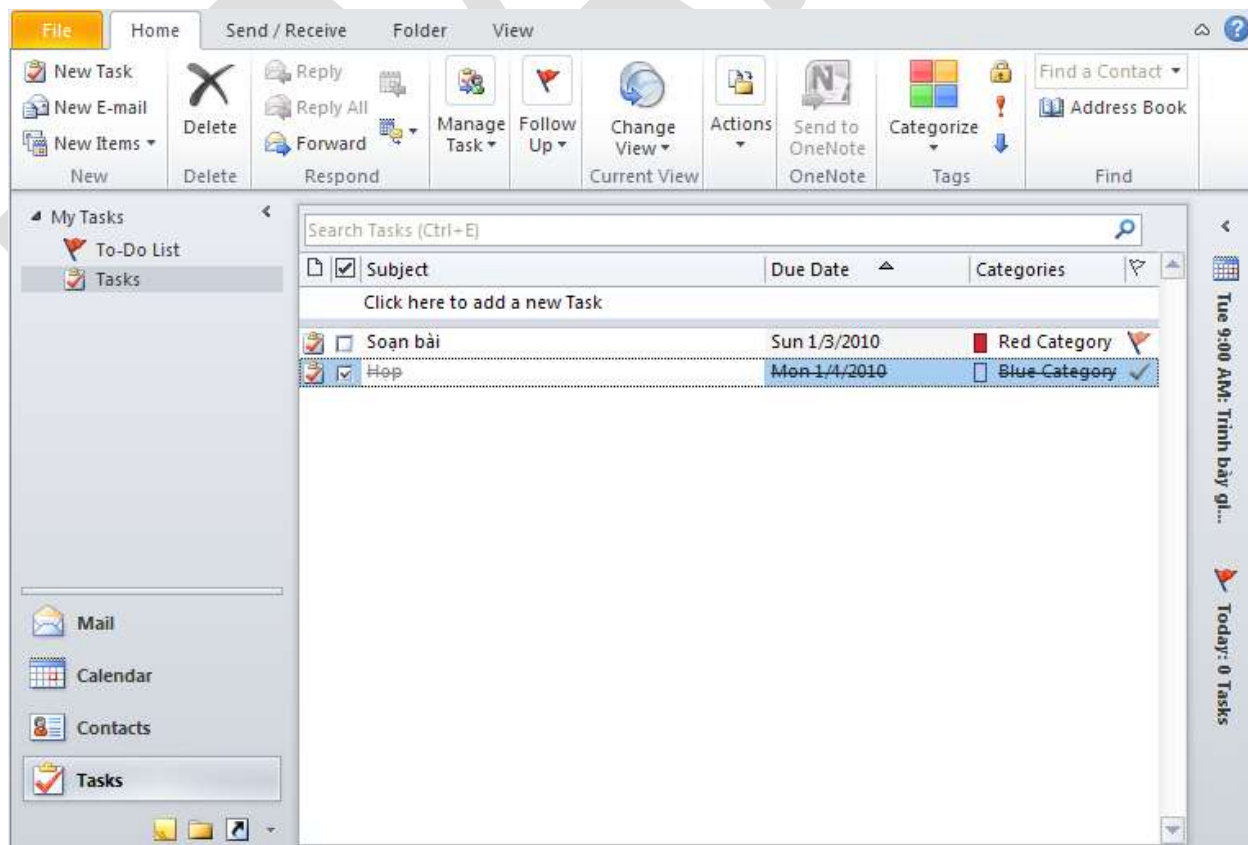 File Home Send / Receive Folder View
New Task
New E-mail
New Items
New
Delete
Delete
Reply
Reply All
Forward
Respond
Manage Task
Follow Up
Change View
Current View
Actions
Send to OneNote
OneNote
Categorize
Tags
Find a Contact
Address Book
Find
My Tasks
To-Do List
Tasks
Search Tasks (Ctrl+E)
Subject Due Date Categories
Click here to add a new Task
Soạn bài Sun 1/3/2010 Red Category
Hop Mon 1/4/2010 Blue Category
Mail
Calendar
Contacts
Tasks
Tue 9:00 AM: Trình bày gi...
Today: 0 Tasks